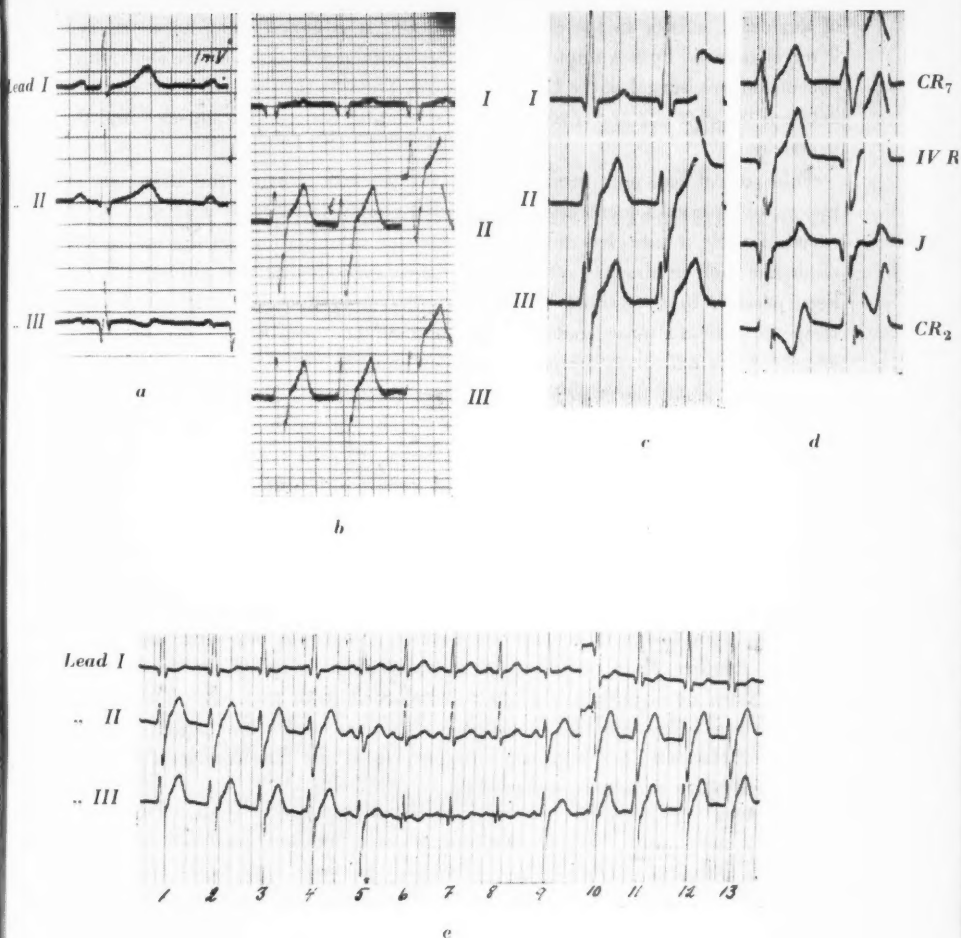 1mV
Lead I
„ II
„ III
a
I
II
III
b
I
II
III
c
CR7
IV R
J
CR2
d
Lead I
„ II
„ III
1 2 3 4 5 6 7 8 9 10 11 12 13
e